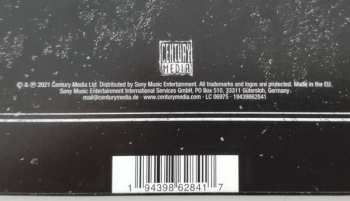 CENTURY
MEDIA
© & ℗ 2021 Century Media Ltd. Distributed by Sony Music Entertainment. All trademarks and logos are protected. Made in the EU.
Sony Music Entertainment International Services GmbH, PO Box 510, 33311 Gütersloh, Germany.
mail@centurymedia.de · www.centurymedia.com · LC 06975 · 19439862841
1 94398 62841 7